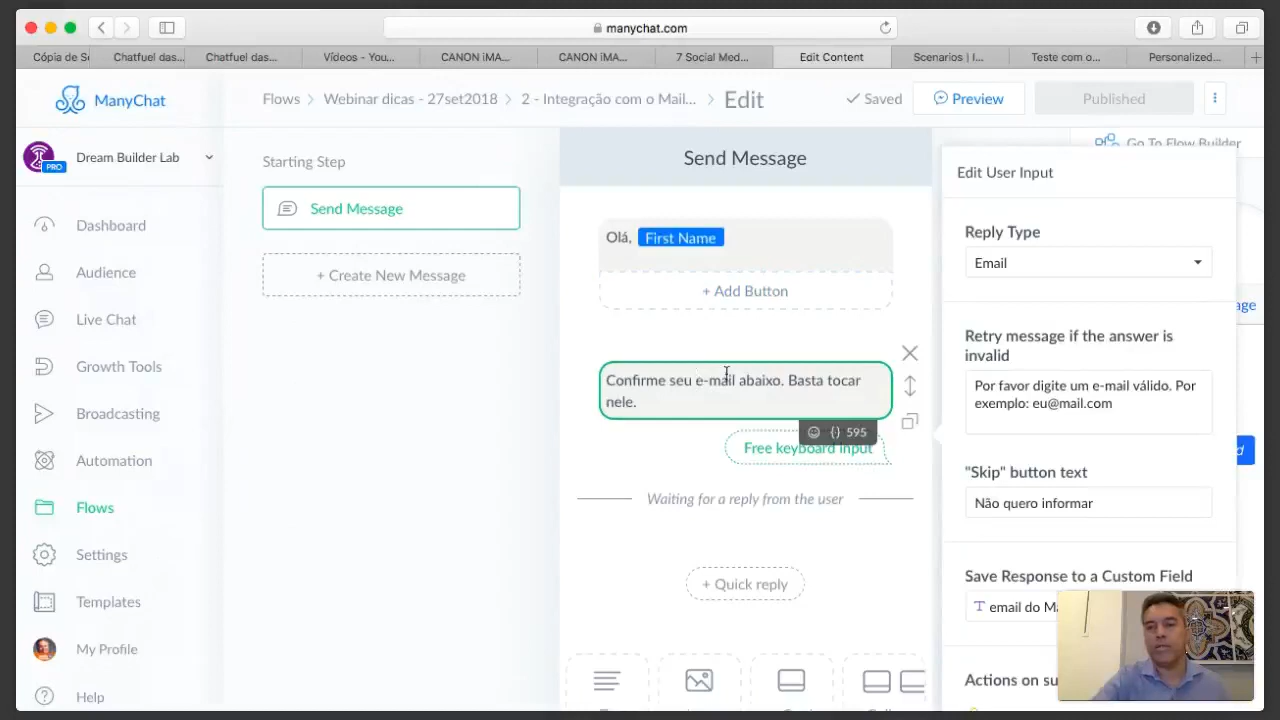 manychat.com
Cópia de Sc
Chatfuel das...
Chatfuel das...
Vídeos - You...
CANON iMA...
CANON iMA...
7 Social Med...
Edit Content
Scenarios | I...
Teste com o...
Personalized...
ManyChat
Flows
Webinar dicas - 27set2018
2 - Integração com o Mail...
Edit
Saved
Preview
Published
Dream Builder Lab
PRO
Dashboard
Audience
Live Chat
Growth Tools
Broadcasting
Automation
Flows
Settings
Templates
My Profile
Help
Starting Step
Send Message
+ Create New Message
Send Message
Olá, First Name
+ Add Button
Confirme seu e-mail abaixo. Basta tocar
nele.
{} 595
Free keyboard input
Waiting for a reply from the user
+ Quick reply
Go To Flow Builder
Edit User Input
Reply Type
Email
Retry message if the answer is
invalid
Por favor digite um e-mail válido. Por
exemplo: eu@mail.com
"Skip" button text
Não quero informar
Save Response to a Custom Field
T email do Ma
Actions on su